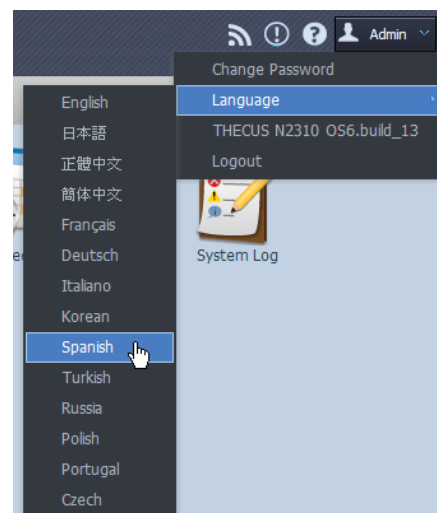 Admin
Change Password
Language
THECUS N2310 OS6.build_13
Logout
English
日本語
正體中文
简体中文
Français
Deutsch
Italiano
Korean
Spanish
Turkish
Russia
Polish
Portugal
Czech
System Log